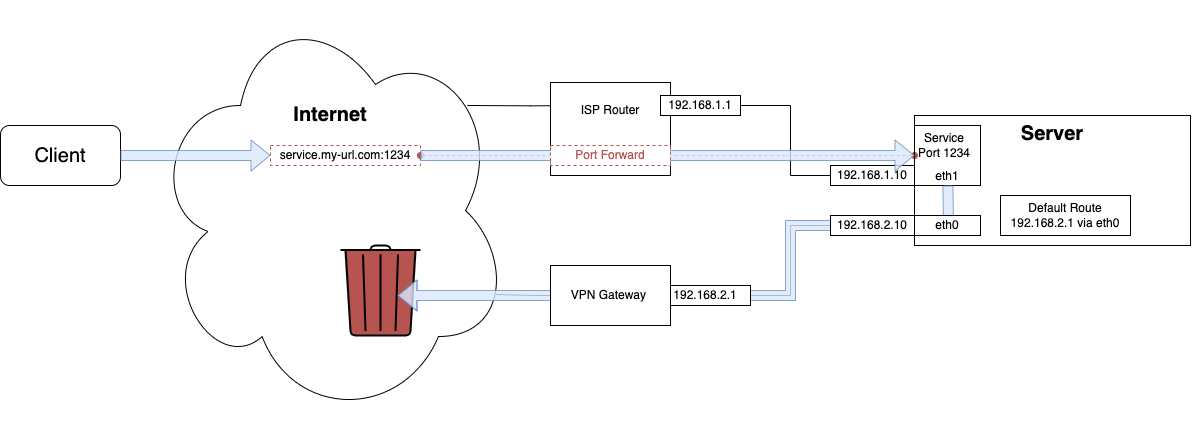 Internet
ISP Router
192.168.1.1
Client
service.my-url.com:1234
Port Forward
Service
Port 1234
Server
192.168.1.10
eth1
Default Route
192.168.2.1 via eth0
192.168.2.10
eth0
VPN Gateway
192.168.2.1